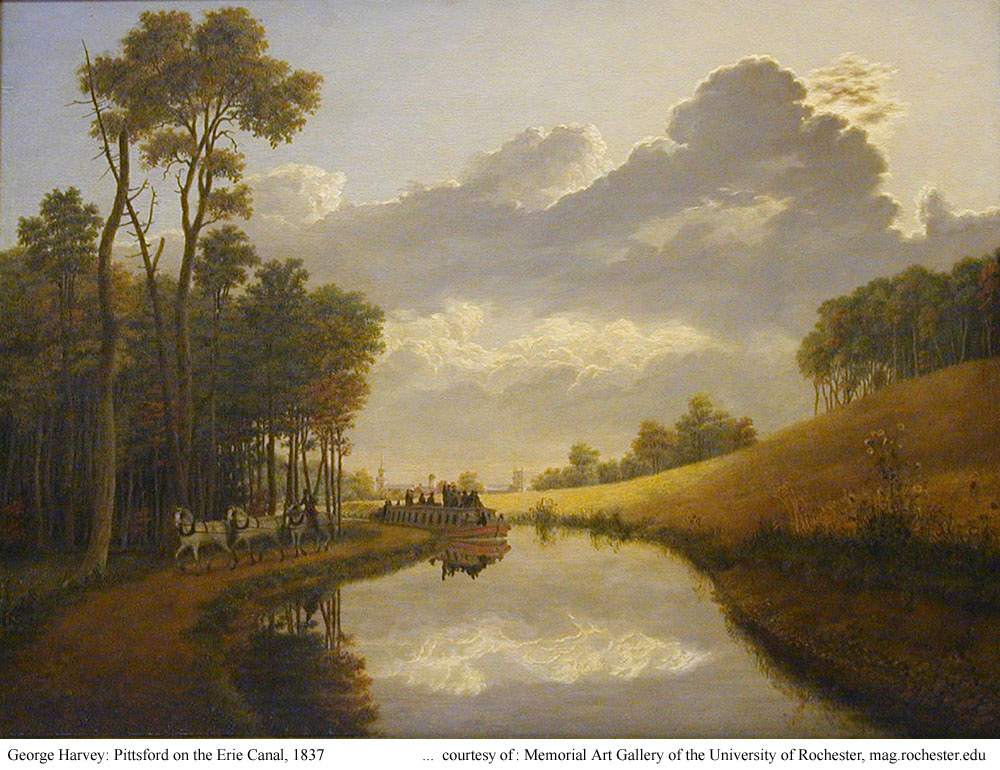 George Harvey: Pittsford on the Erie Canal, 1837 ... courtesy of: Memorial Art Gallery of the University of Rochester, mag.rochester.edu